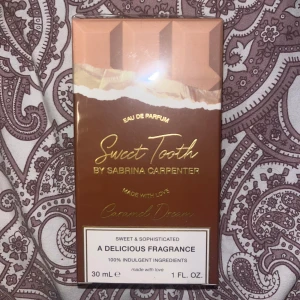 EAU DE PARFUM
Sweet Tooth
BY SABRINA CARPENTER
MADE WITH LOVE
Caramel Dream
SWEET & SOPHISTICATED
A DELICIOUS FRAGRANCE
100% INDULGENT INGREDIENTS
made with love
30 mL ℮ 1 FL. OZ.